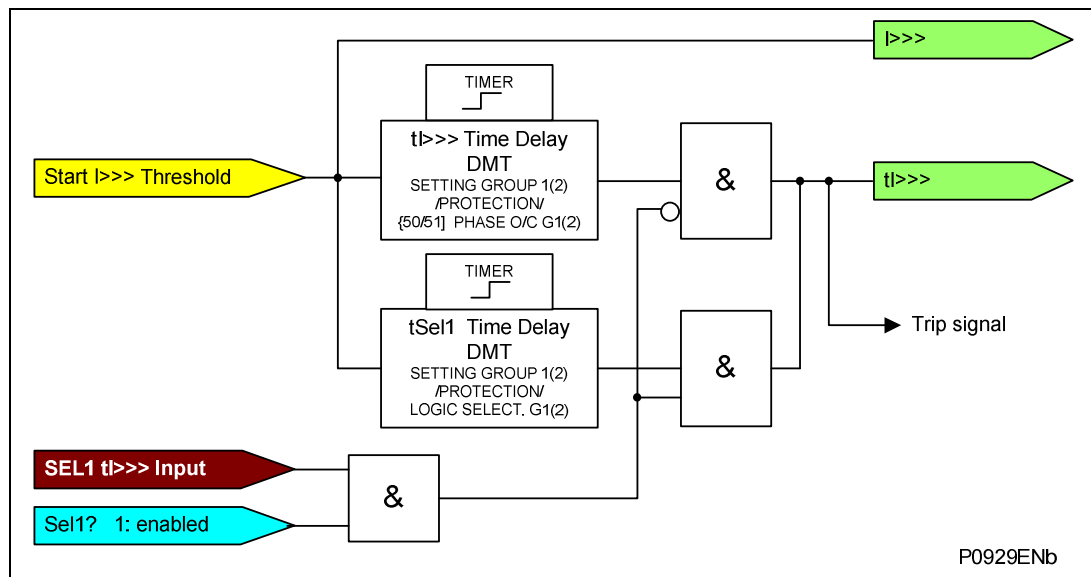 I>>>
TIMER
tI>>> Time Delay
DMT
SETTING GROUP 1(2)
/PROTECTION/
{50/51] PHASE O/C G1(2)
Start I>>> Threshold
&
tI>>>
TIMER
tSel1 Time Delay
DMT
SETTING GROUP 1(2)
/PROTECTION/
LOGIC SELECT. G1(2)
&
Trip signal
SEL1 tI>>> Input
Sel1? 1: enabled
&
P0929ENb